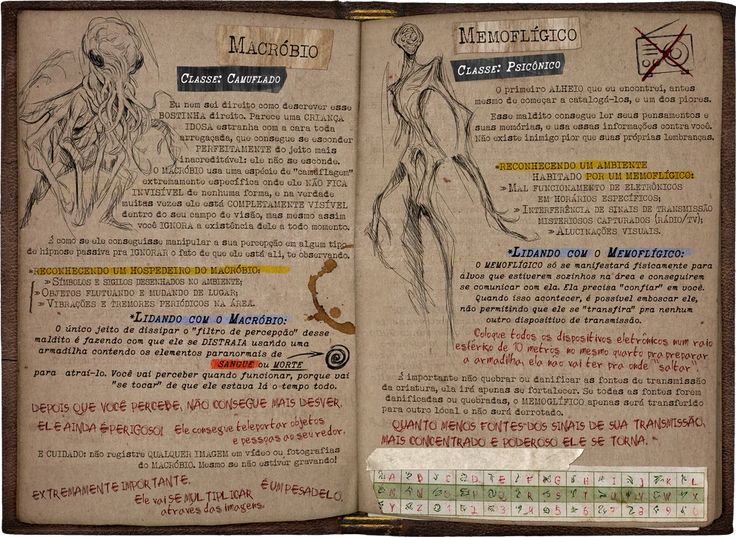 MACRÓBIO
CLASSE: CAMUFLADO
Eu nem sei direito como descrever esse
BOSTINHA direito. Parece uma CRIANÇA
IDOSA estranha com a cara toda
arregaçada, que consegue se esconder
PERFEITAMENTE do jeito mais
inacreditável: ele não se esconde.
O MACRÓBIO usa uma espécie de "camuflagem"
extremamente específica onde ele NÃO FICA
INVISÍVEL de nenhuma forma, e na verdade
muitas vezes ele está COMPLETAMENTE VISÍVEL
dentro do seu campo de visão, mas mesmo assim
você IGNORA a existência dele a todo momento.
É como se ele conseguisse manipular a sua percepção em algum tipo
de hipnose passiva pra IGNORAR o fato de que ele está ali, te observando.
*RECONHECENDO UM HOSPEDEIRO DO MACRÓBIO:
» SÍMBOLOS E SIGILOS DESENHADOS NO AMBIENTE;
» OBJETOS FLUTUANDO E MUDANDO DE LUGAR;
» VIBRAÇÕES E TREMORES PERIÓDICOS NA ÁREA.
*LIDANDO COM O MACRÓBIO:
O único jeito de dissipar o "filtro de percepção" desse
maldito é fazendo com que ele se DISTRAIA usando uma
armadilha contendo os elementos paranormais de
SANGUE ou MORTE
para atraí-lo. Você vai perceber quando funcionar, porque vai
"se tocar" de que ele estava lá o tempo todo.
DEPOIS QUE VOCÊ PERCEBE, NÃO CONSEGUE MAIS DESVER.
ELE AINDA É PERIGOSO! Ele consegue teleportar objetos
e pessoas ao seu redor.
E CUIDADO: não registre QUALQUER IMAGEM em vídeo ou fotografias
do MACRÓBIO. Mesmo se não estiver gravando!
EXTREMAMENTE IMPORTANTE.
É UM PESADELO.
Ele vai SE MULTIPLICAR
através das imagens.
MEMOFLÍGICO
CLASSE: PSICÔNICO
O primeiro ALHEIO que eu encontrei, antes
mesmo de começar a catalogá-los, e um dos piores.
Esse maldito consegue ler seus pensamentos e
suas memórias, e usa essas informações contra você.
Não existe inimigo pior que suas próprias lembranças.
*RECONHECENDO UM AMBIENTE
HABITADO POR UM MEMOFLÍGICO:
» MAL FUNCIONAMENTO DE ELETRÔNICOS
EM HORÁRIOS ESPECÍFICOS;
» INTERFERÊNCIA DE SINAIS DE TRANSMISSÃO
MISTERIOSOS CAPTURADOS (RÁDIO/TV);
» ALUCINAÇÕES VISUAIS.
*LIDANDO COM O MEMOFLÍGICO:
O MEMOFLÍGICO só se manifestará fisicamente para
alvos que estiverem sozinhos na área e conseguirem
se comunicar com ela. Ela precisa "confiar" em você.
Quando isso acontecer, é possível emboscar ele,
não permitindo que ele se "transfira" pra nenhum
outro dispositivo de transmissão.
Coloque todos os dispositivos eletrônicos num raio
esférico de 10 metros no mesmo quarto pra preparar
a armadilha, ela não vai ter pra onde "saltar"
É importante não quebrar ou danificar as fontes de transmissão
da criatura, ela irá apenas se fortalecer. Se todas as fontes forem
danificadas ou quebradas, o MEMOGLÍFICO apenas será transferido
para outro local e não será derrotado.
QUANTO MENOS FONTES DOS SINAIS DE SUA TRANSMISSÃO,
MAIS CONCENTRADO E PODEROSO ELE SE TORNA.
A B C D E F G H I J K L
M N O P Q R S T U V W X
Y Z 0 1 2 3 4 5 6 7 8 9